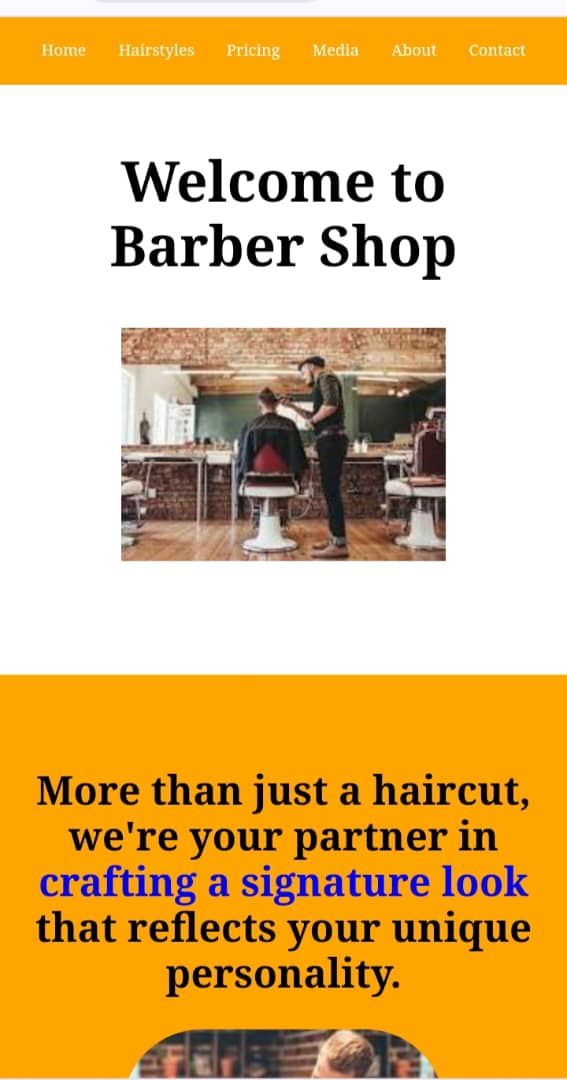 Home Hairstyles Pricing Media About Contact
Welcome to
Barber Shop
More than just a haircut,
we're your partner in
crafting a signature look
that reflects your unique
personality.